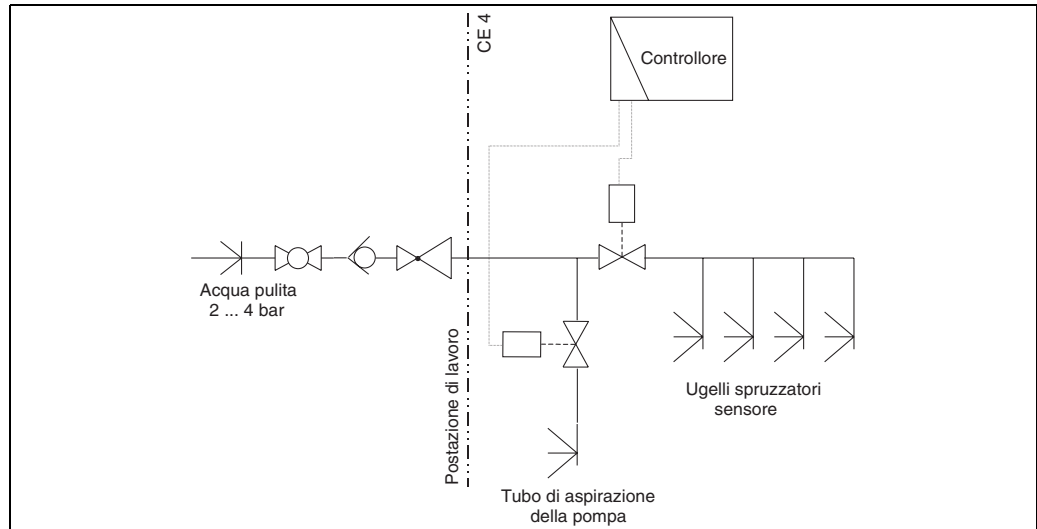 CE 4
Controllore
Acqua pulita
2 ... 4 bar
Postazione di lavoro
Ugelli spruzzatori
sensore
Tubo di aspirazione
della pompa